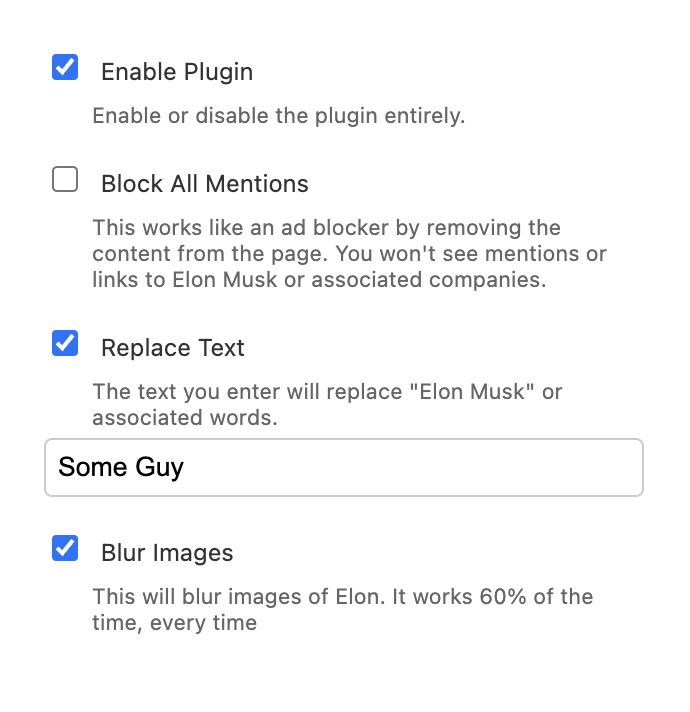 Enable Plugin
Enable or disable the plugin entirely.
Block All Mentions
This works like an ad blocker by removing the
content from the page. You won't see mentions or
links to Elon Musk or associated companies.
Replace Text
The text you enter will replace "Elon Musk" or
associated words.
Some Guy
Blur Images
This will blur images of Elon. It works 60% of the
time, every time